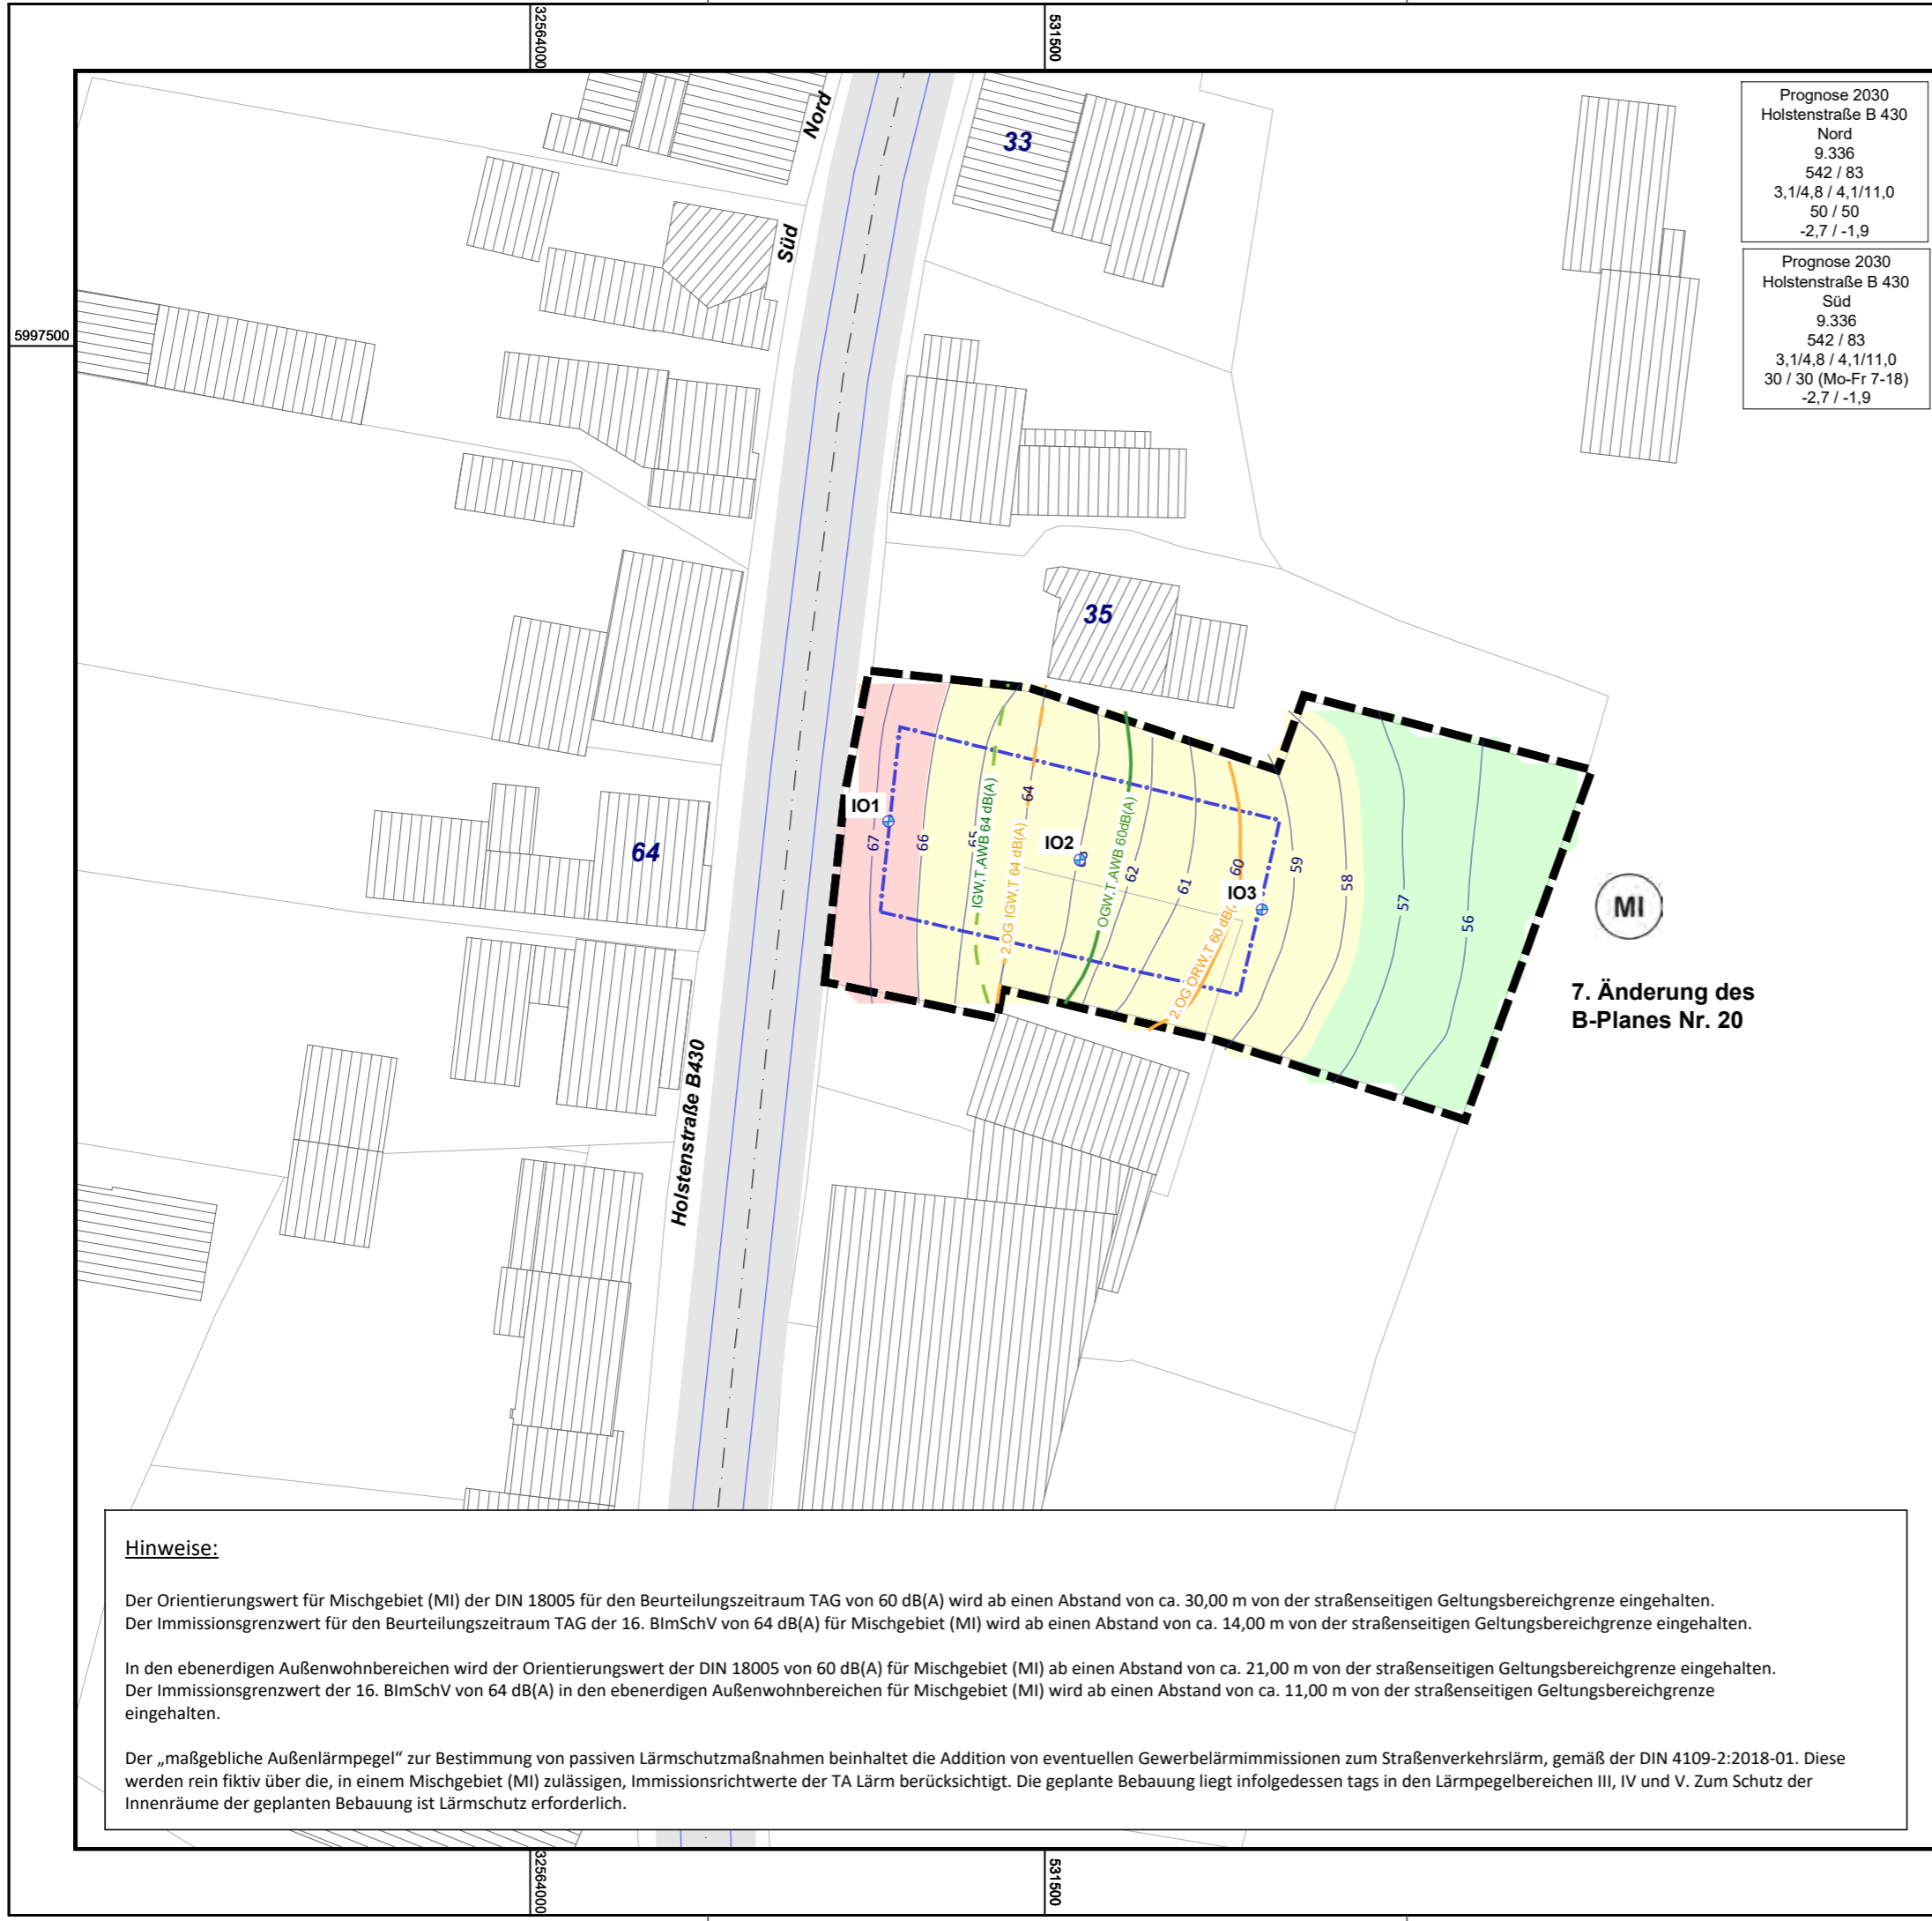 32564000
531500
5997500
Nord
Süd
33
Prognose 2030
Holstenstraße B 430
Nord
9.336
542 / 83
3,1/4,8 / 4,1/11,0
50 / 50
-2,7 / -1,9
Prognose 2030
Holstenstraße B 430
Süd
9.336
542 / 83
3,1/4,8 / 4,1/11,0
30 / 30 (Mo-Fr 7-18)
-2,7 / -1,9
35
64
IO1
IO2
IO3
67
66
65
IGW,T,AWB 64 dB(A)
2.OG IGW,T 64 dB(A)
64
OGW,T,AWB 60dB(A)
62
61
2.OG ORW,T 60 dB(
60
59
58
57
56
MI
7. Änderung des
B-Planes Nr. 20
Holstenstraße B430
Hinweise:
Der Orientierungswert für Mischgebiet (MI) der DIN 18005 für den Beurteilungszeitraum TAG von 60 dB(A) wird ab einen Abstand von ca. 30,00 m von der straßenseitigen Geltungsbereichgrenze eingehalten.
Der Immissionsgrenzwert für den Beurteilungszeitraum TAG der 16. BImSchV von 64 dB(A) für Mischgebiet (MI) wird ab einen Abstand von ca. 14,00 m von der straßenseitigen Geltungsbereichgrenze eingehalten.
In den ebenerdigen Außenwohnbereichen wird der Orientierungswert der DIN 18005 von 60 dB(A) für Mischgebiet (MI) ab einen Abstand von ca. 21,00 m von der straßenseitigen Geltungsbereichgrenze eingehalten.
Der Immissionsgrenzwert der 16. BImSchV von 64 dB(A) in den ebenerdigen Außenwohnbereichen für Mischgebiet (MI) wird ab einen Abstand von ca. 11,00 m von der straßenseitigen Geltungsbereichgrenze
eingehalten.
Der „maßgebliche Außenlärmpegel“ zur Bestimmung von passiven Lärmschutzmaßnahmen beinhaltet die Addition von eventuellen Gewerbelärmimmissionen zum Straßenverkehrslärm, gemäß der DIN 4109-2:2018-01. Diese
werden rein fiktiv über die, in einem Mischgebiet (MI) zulässigen, Immissionsrichtwerte der TA Lärm berücksichtigt. Die geplante Bebauung liegt infolgedessen tags in den Lärmpegelbereichen III, IV und V. Zum Schutz der
Innenräume der geplanten Bebauung ist Lärmschutz erforderlich.
32564000
531500